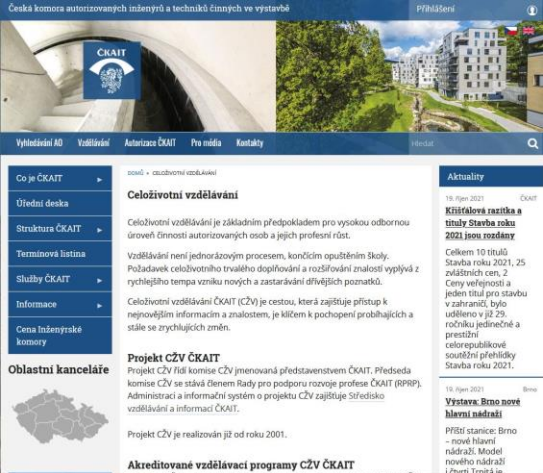 Česká komora autorizovaných inženýrů a techniků činných ve výstavbě
Přihlášení
ČKAIT
Vyhledávání AO
Vzdělávání
Autorizace ČKAIT
Pro média
Kontakty
Hledat
Co je ČKAIT
Úřední deska
Struktura ČKAIT
Termínová listina
Služby ČKAIT
Informace
Cena Inženýrské
komory
Oblastní kanceláře
DOMŮ • CELOŽIVOTNÍ VZDĚLÁVÁNÍ
Celoživotní vzdělávání
Celoživotní vzdělávání je základním předpokladem pro vysokou odbornou
úroveň činnosti autorizovaných osob a jejich profesní růst.
Vzdělávání není jednorázovým procesem, končícím opuštěním školy.
Požadavek celoživotního trvalého doplňování a rozšiřování znalostí vyplývá z
rychlejšího tempa vzniku nových a zastarávání dřívějších poznatků.
Celoživotní vzdělávání ČKAIT (CŽV) je cestou, která zajišťuje přístup k
nejnovějším informacím a znalostem, je klíčem k pochopení probíhajících a
stále se zrychlujících změn.
Projekt CŽV ČKAIT
Projekt CŽV řídí komise CŽV jmenovaná představenstvem ČKAIT. Předseda
komise CŽV se stává členem Rady pro podporu rozvoje profese ČKAIT (RPRP).
Administraci a informační systém o projektu CŽV zajišťuje Středisko
vzdělávání a informací ČKAIT.
Projekt CŽV je realizován již od roku 2001.
Akreditované vzdělávací programy CŽV ČKAIT
Aktuality
19. říjen 2021 ČKAIT
Křišťálová razítka a
tituly Stavba roku
2021 jsou rozdány
Celkem 10 titulů
Stavba roku 2021, 25
zvláštních cen, 2
Ceny veřejnosti a
jeden titul pro stavbu
v zahraničí, bylo
uděleno v již 29.
ročníku jedinečné a
prestižní
celorepublikové
soutěžní přehlídky
Stavba roku 2021.
19. říjen 2021 Brno
Výstava: Brno nové
hlavní nádraží
Příští stanice: Brno
– nové hlavní
nádraží. Model
nového nádraží
i čtvrti Trnitá je